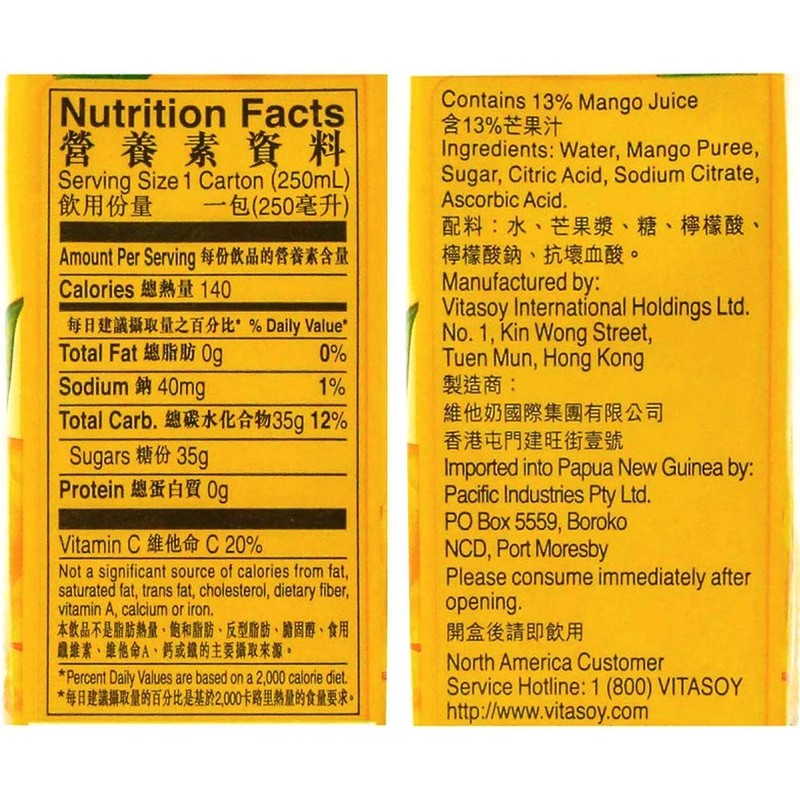 Nutrition Facts
營養素資料
Serving Size 1 Carton (250mL)
飲用份量 一包(250毫升)
Amount Per Serving 每份飲品的營養素含量
Calories 總熱量 140
每日建議攝取量之百分比* % Daily Value*
Total Fat 總脂肪 0g 0%
Sodium 鈉 40mg 1%
Total Carb. 總碳水化合物35g 12%
Sugars 糖份 35g
Protein 總蛋白質 0g
Vitamin C 維他命 C 20%
Not a significant source of calories from fat,
saturated fat, trans fat, cholesterol, dietary fiber,
vitamin A, calcium or iron.
本飲品不是脂肪熱量、飽和脂肪、反型脂肪、膽固醇、食用
纖維素、維他命A、鈣或鐵的主要攝取來源。
*Percent Daily Values are based on a 2,000 calorie diet.
*每日建議攝取量的百分比是基於2,000卡路里熱量的食量要求。
Contains 13% Mango Juice
含13%芒果汁
Ingredients: Water, Mango Puree,
Sugar, Citric Acid, Sodium Citrate,
Ascorbic Acid.
配料：水、芒果漿、糖、檸檬酸、
檸檬酸鈉、抗壞血酸。
Manufactured by:
Vitasoy International Holdings Ltd.
No. 1, Kin Wong Street,
Tuen Mun, Hong Kong
製造商：
維他奶國際集團有限公司
香港屯門建旺街壹號
Imported into Papua New Guinea by:
Pacific Industries Pty Ltd.
PO Box 5559, Boroko
NCD, Port Moresby
Please consume immediately after
opening.
開盒後請即飲用
North America Customer
Service Hotline: 1 (800) VITASOY
http://www.vitasoy.com